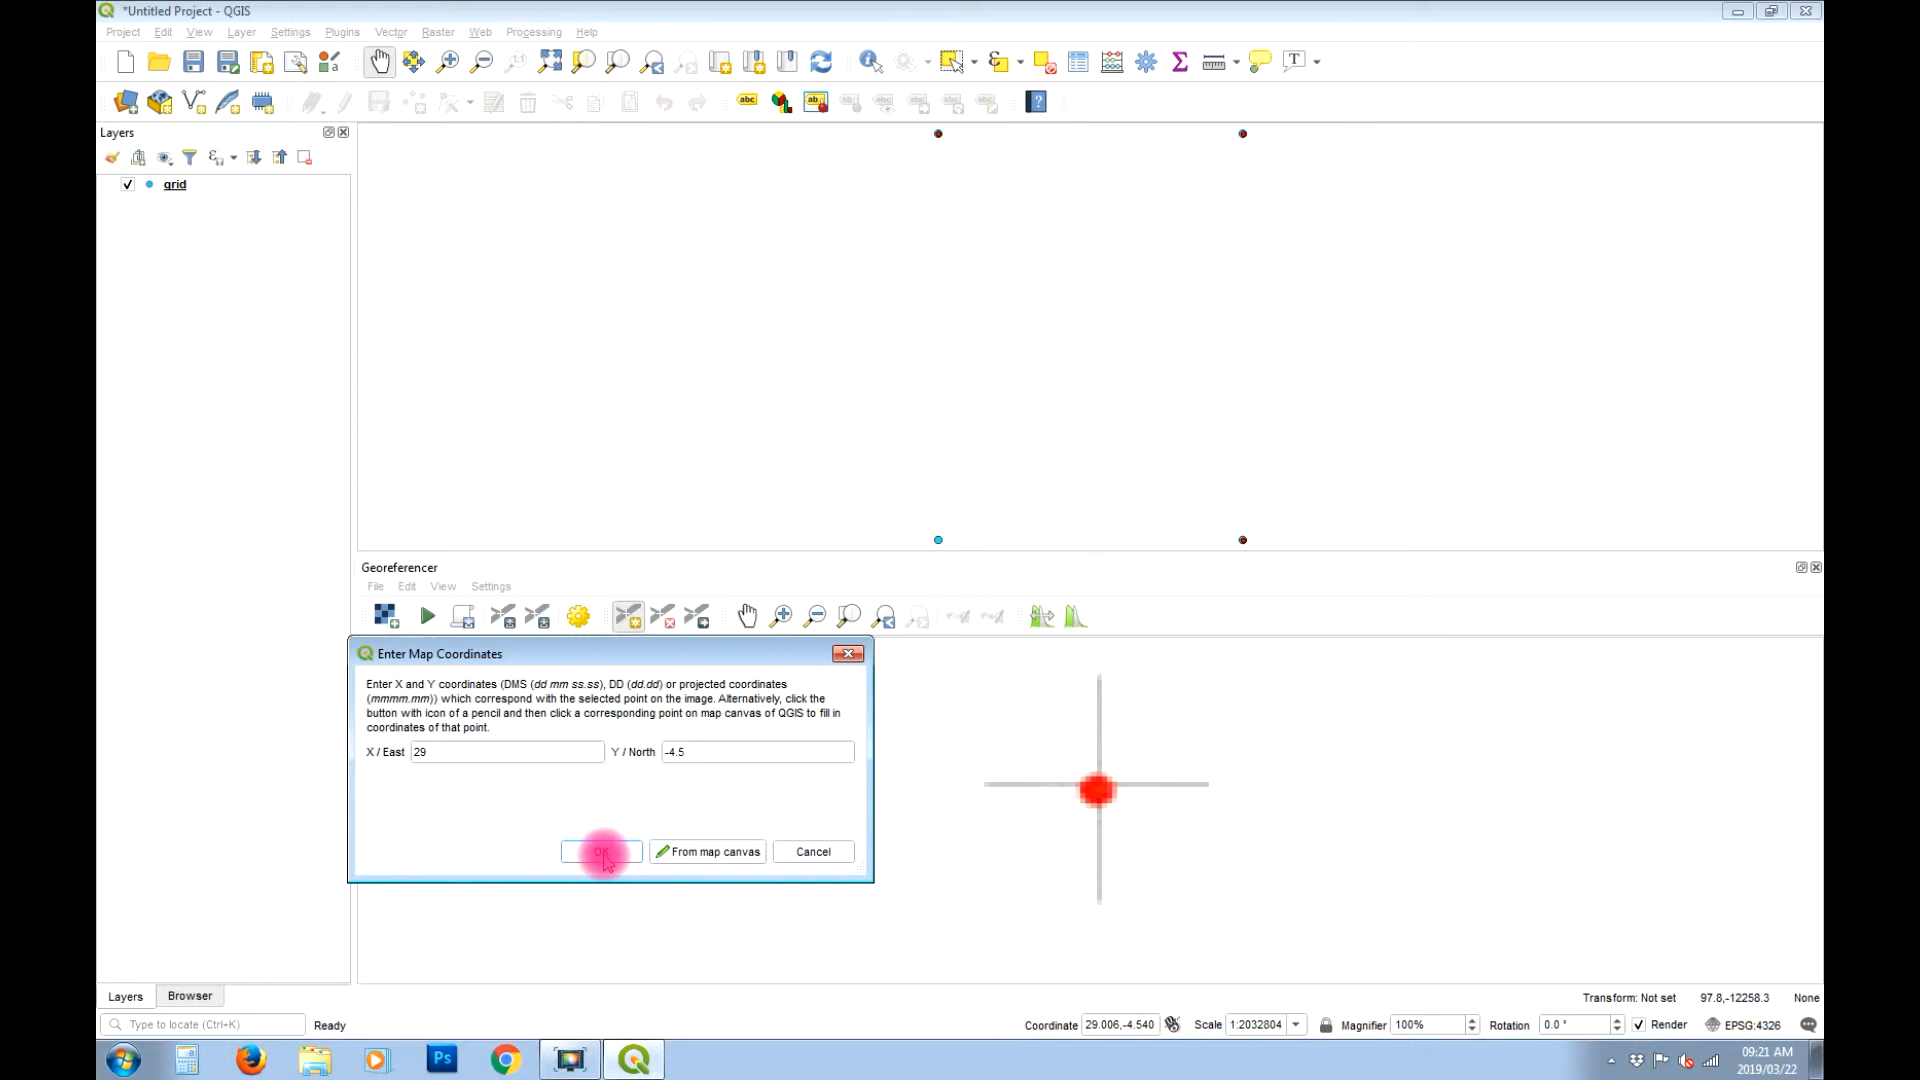 *Untitled Project - QGIS
Project Edit View Layer Settings Plugins Vector Raster Web Processing Help
abc ab
Layers
grid
Georeferencer
File Edit View Settings
Enter Map Coordinates
Enter X and Y coordinates (DMS (dd mm ss.ss), DD (dd.dd) or projected coordinates
(mmmm.mm)) which correspond with the selected point on the image. Alternatively, click the
button with icon of a pencil and then click a corresponding point on map canvas of QGIS to fill in
coordinates of that point.
X / East 29 Y / North -4.5
OK From map canvas Cancel
Layers Browser
Transform: Not set 97.8,-12258.3 None
Type to locate (Ctrl+K) Ready Coordinate 29.006,-4.540 Scale 1:2032804 Magnifier 100% Rotation 0.0 ° Render EPSG:4326
Ps
09:21 AM
2019/03/22